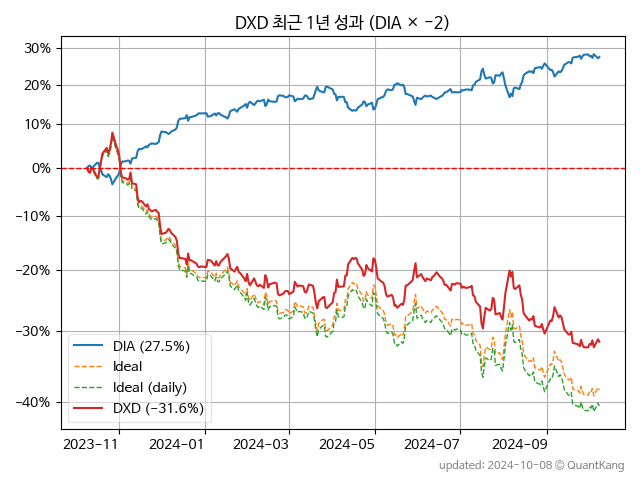 DXD 최근 1년 성과 (DIA × −2)
30%
20%
10%
0%
−10%
−20%
−30%
−40%
DIA (27.5%)
Ideal
Ideal (daily)
DXD (−31.6%)
2023−11
2024−01
2024−03
2024−05
2024−07
2024−09
updated: 2024-10-08 © QuantKang